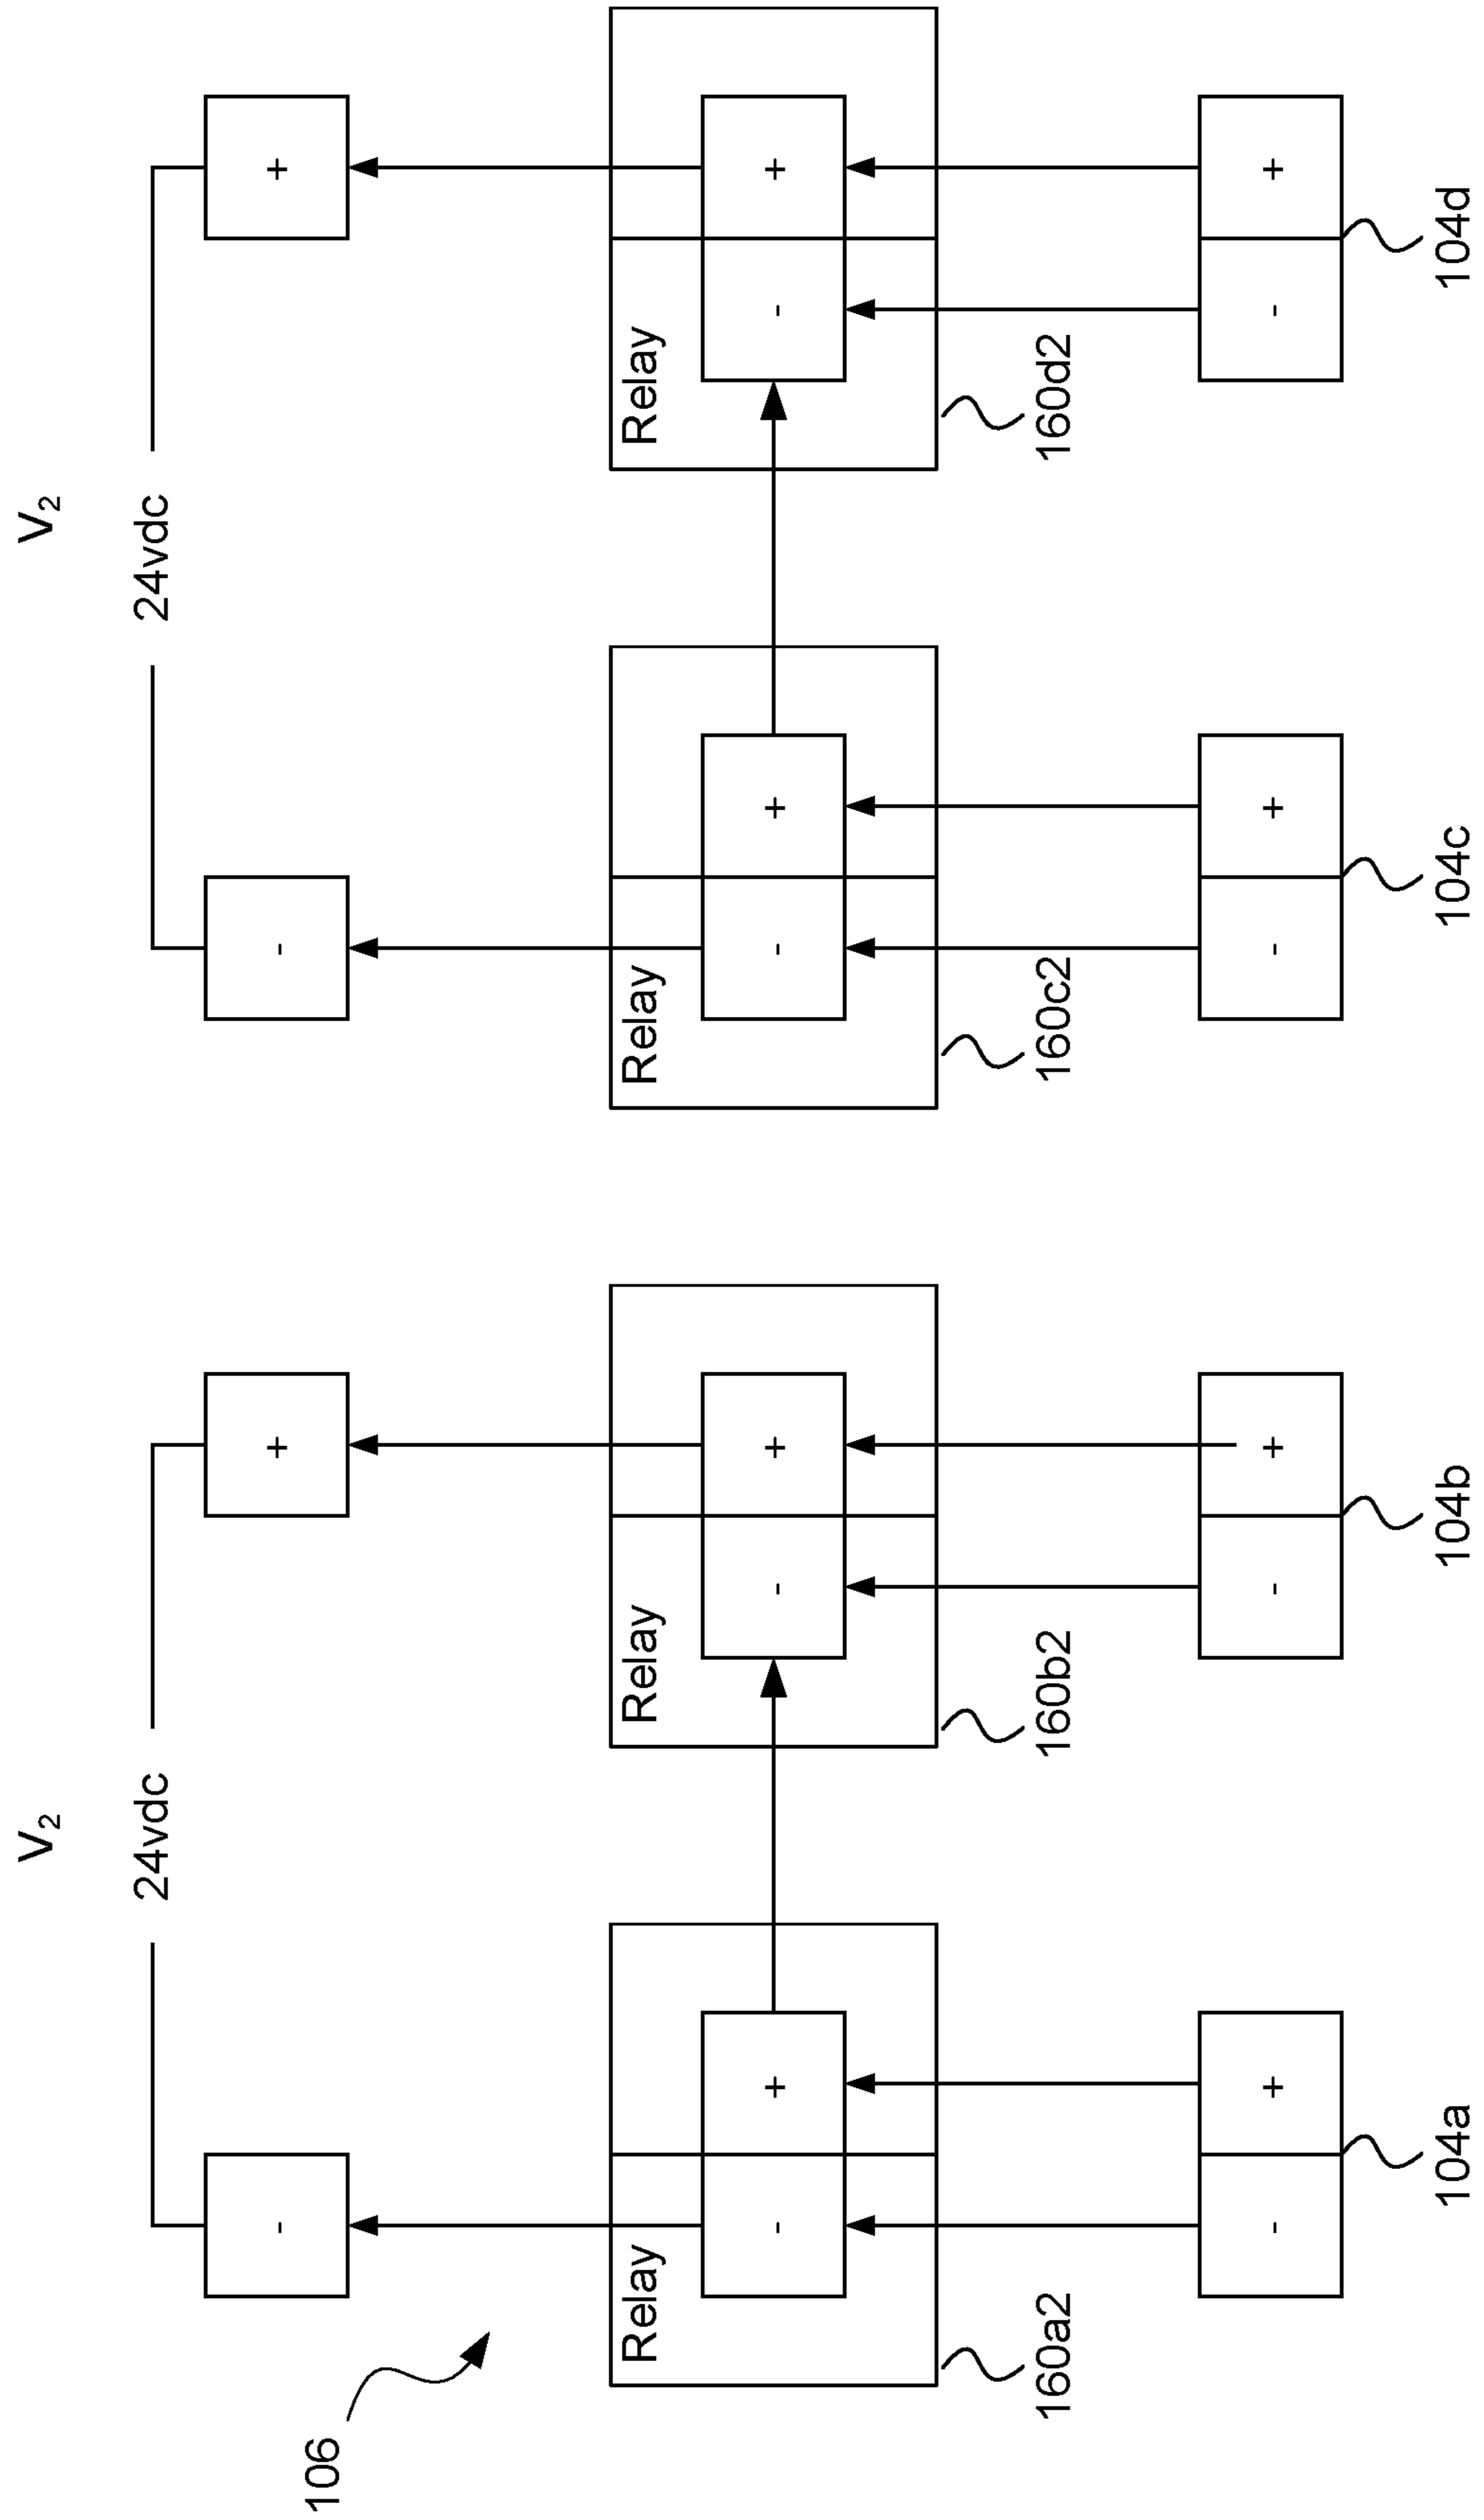 V₂ V₂
24vdc 24vdc
106
- + - +
Relay Relay Relay Relay
- + - + - + - +
160a2 160b2 160c2 160d2
- + - + - + - +
104a 104b 104c 104d